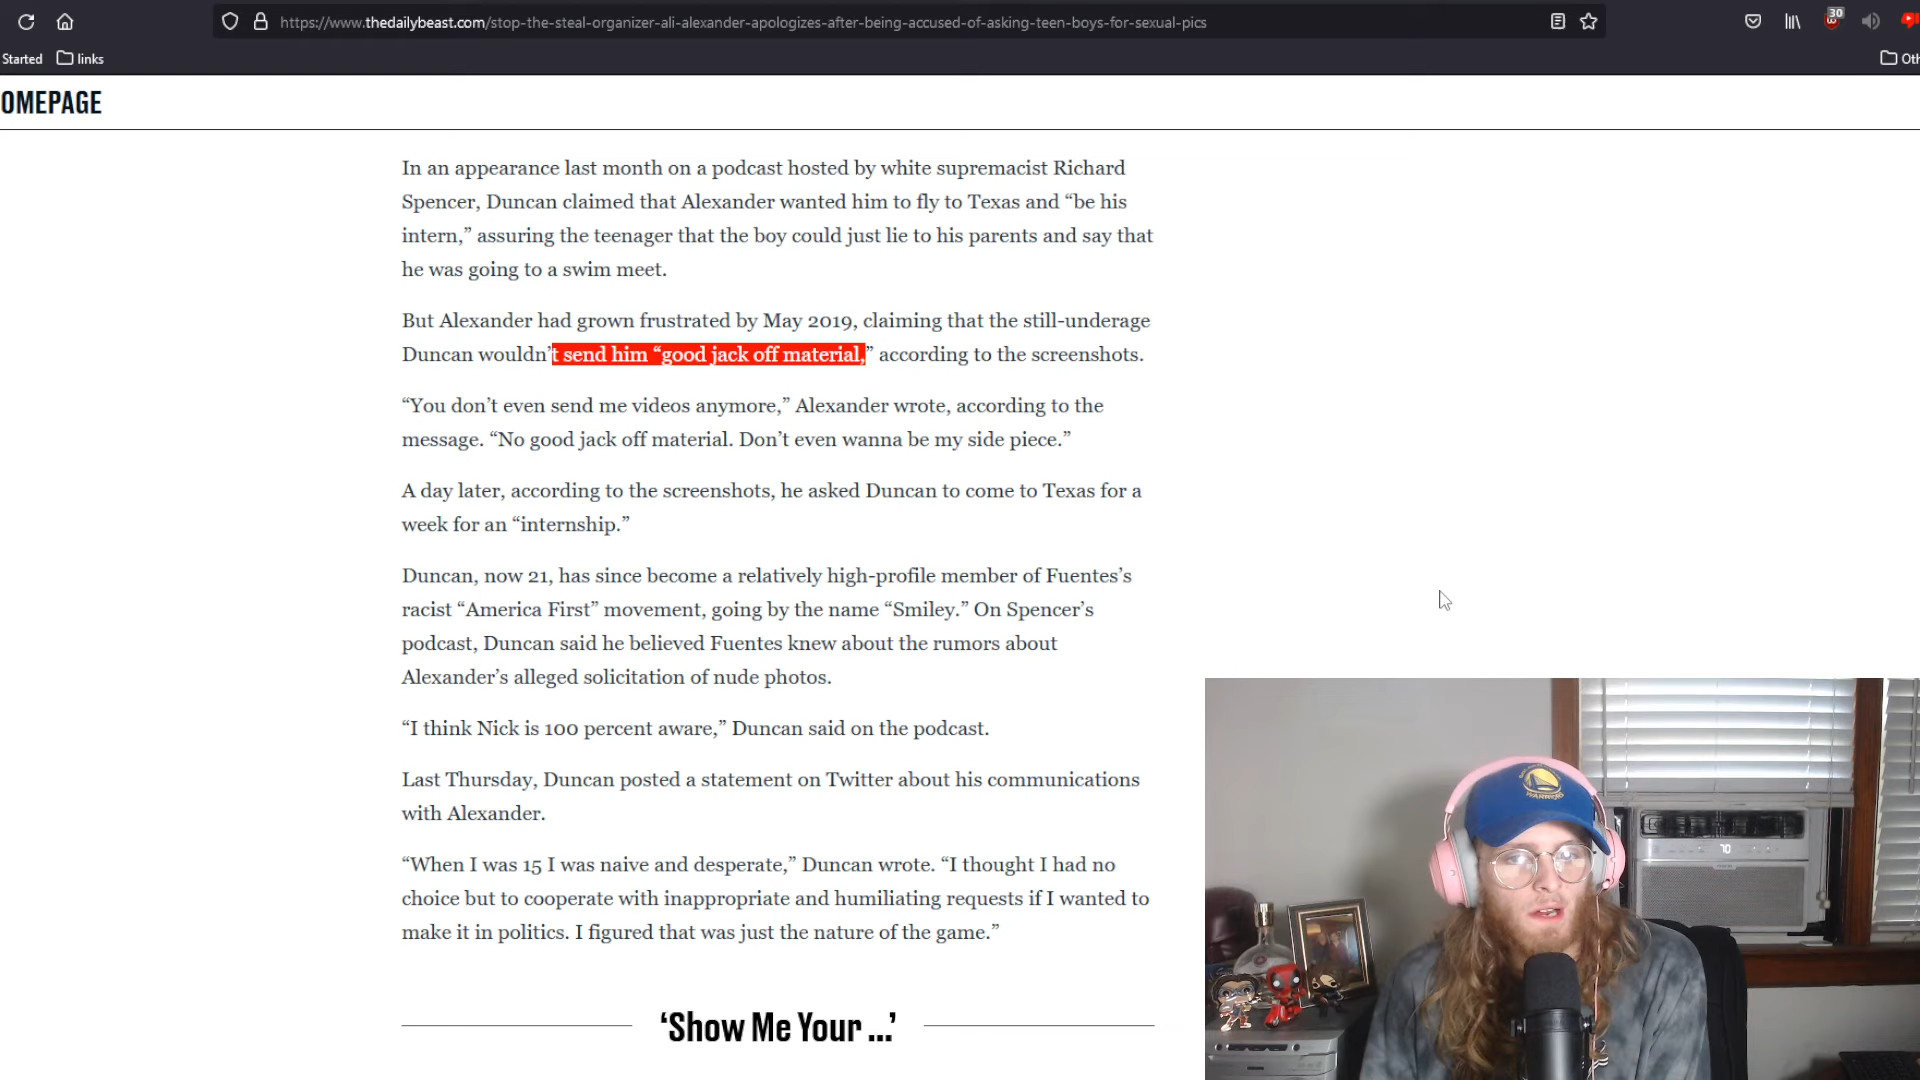 https://www.thedailybeast.com/stop-the-steal-organizer-ali-alexander-apologizes-after-being-accused-of-asking-teen-boys-for-sexual-pics
30
Started
links
Oth
OMEPAGE
In an appearance last month on a podcast hosted by white supremacist Richard
Spencer, Duncan claimed that Alexander wanted him to fly to Texas and “be his
intern,” assuring the teenager that the boy could just lie to his parents and say that
he was going to a swim meet.
But Alexander had grown frustrated by May 2019, claiming that the still-underage
Duncan wouldn’t send him “good jack off material,” according to the screenshots.
“You don’t even send me videos anymore,” Alexander wrote, according to the
message. “No good jack off material. Don’t even wanna be my side piece.”
A day later, according to the screenshots, he asked Duncan to come to Texas for a
week for an “internship.”
Duncan, now 21, has since become a relatively high-profile member of Fuentes’s
racist “America First” movement, going by the name “Smiley.” On Spencer’s
podcast, Duncan said he believed Fuentes knew about the rumors about
Alexander’s alleged solicitation of nude photos.
“I think Nick is 100 percent aware,” Duncan said on the podcast.
Last Thursday, Duncan posted a statement on Twitter about his communications
with Alexander.
“When I was 15 I was naive and desperate,” Duncan wrote. “I thought I had no
choice but to cooperate with inappropriate and humiliating requests if I wanted to
make it in politics. I figured that was just the nature of the game.”
‘Show Me Your ...’
WARRIORS
70